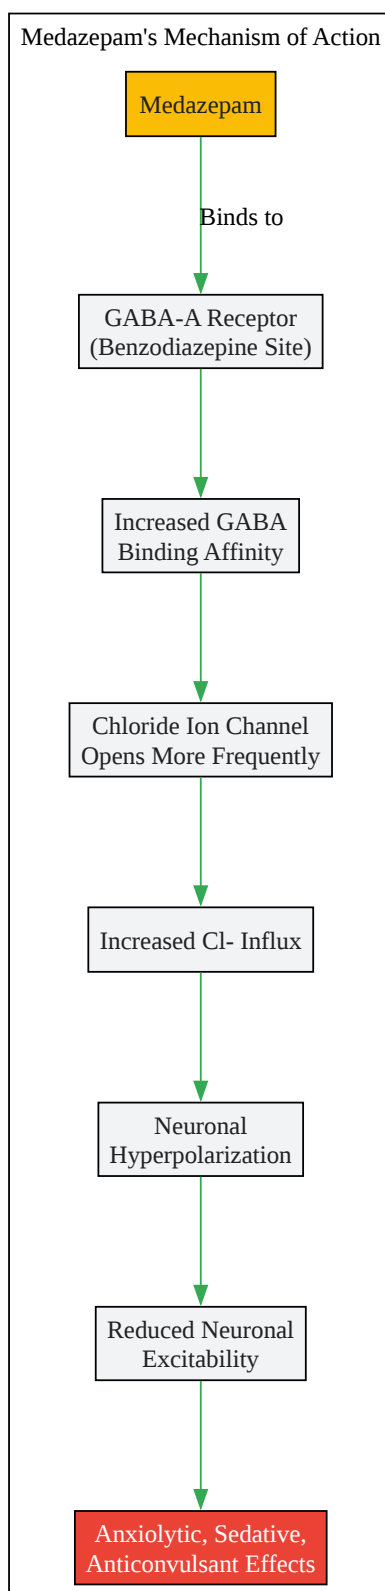 Medazepam's Mechanism of Action
Medazepam
Binds to
GABA-A Receptor
(Benzodiazepine Site)
Increased GABA
Binding Affinity
Chloride Ion Channel
Opens More Frequently
Increased Cl- Influx
Neuronal
Hyperpolarization
Reduced Neuronal
Excitability
Anxiolytic, Sedative,
Anticonvulsant Effects